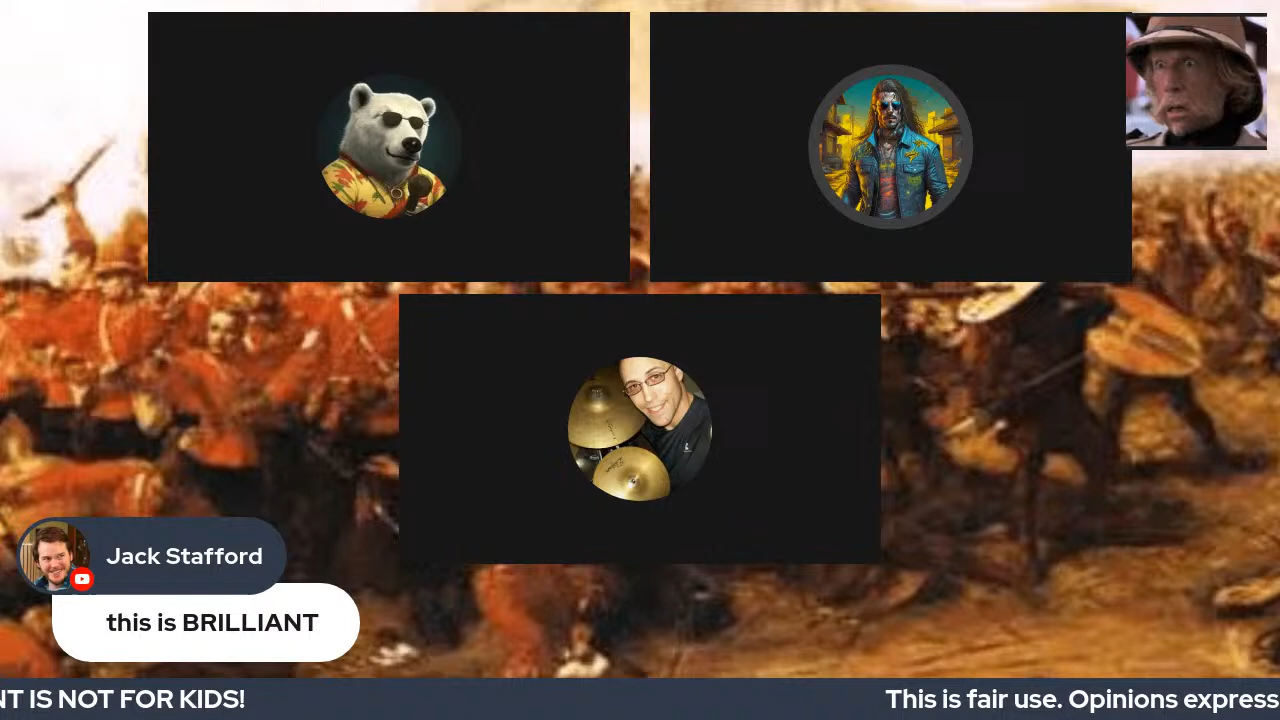 Jack Stafford
this is BRILLIANT
NT IS NOT FOR KIDS!
This is fair use. Opinions express